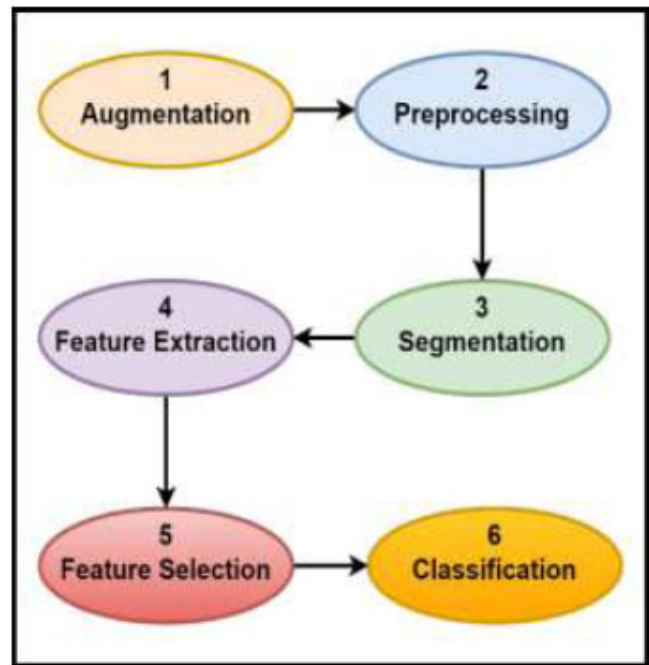 1
Augmentation
2
Preprocessing
3
Segmentation
4
Feature Extraction
5
Feature Selection
6
Classification